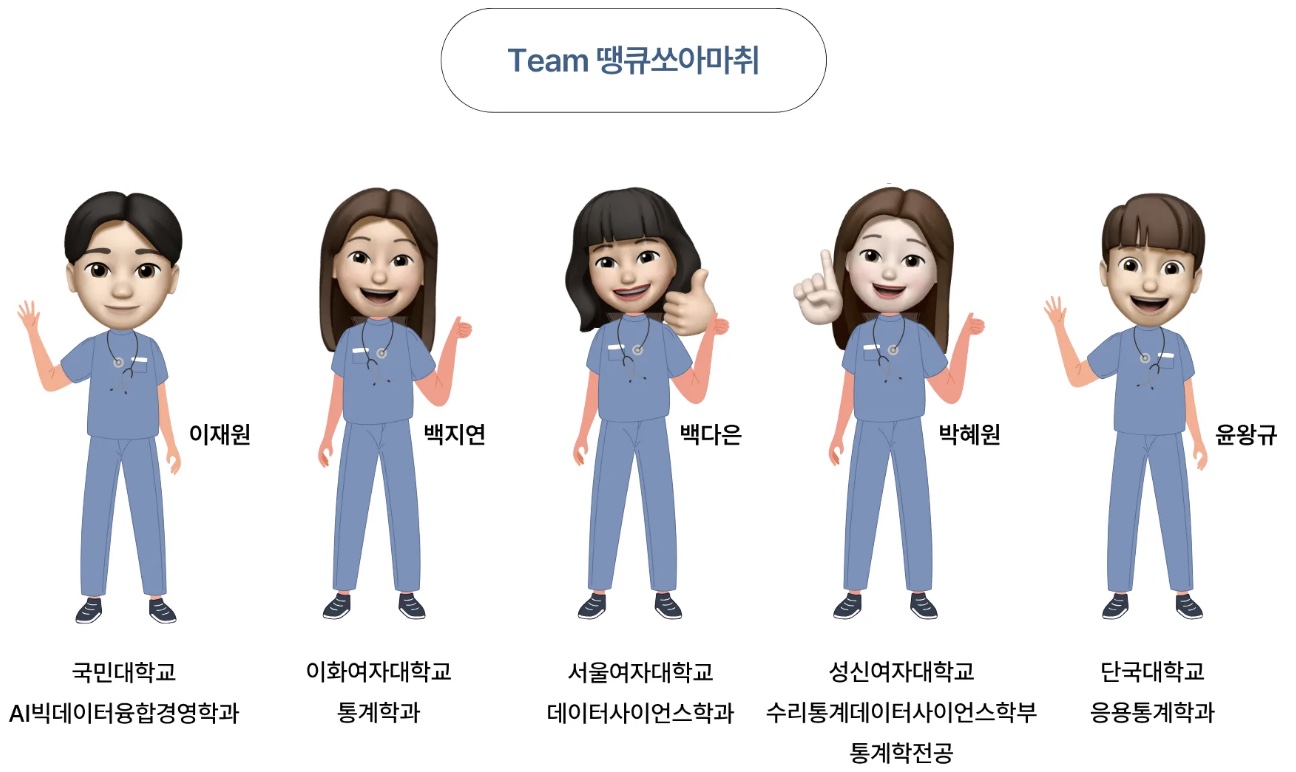 Team 땡큐쏘아마취
이재원
백지연
백다은
박혜원
윤왕규
국민대학교
AI빅데이터융합경영학과
이화여자대학교
통계학과
서울여자대학교
데이터사이언스학과
성신여자대학교
수리통계데이터사이언스학부
통계학전공
단국대학교
응용통계학과